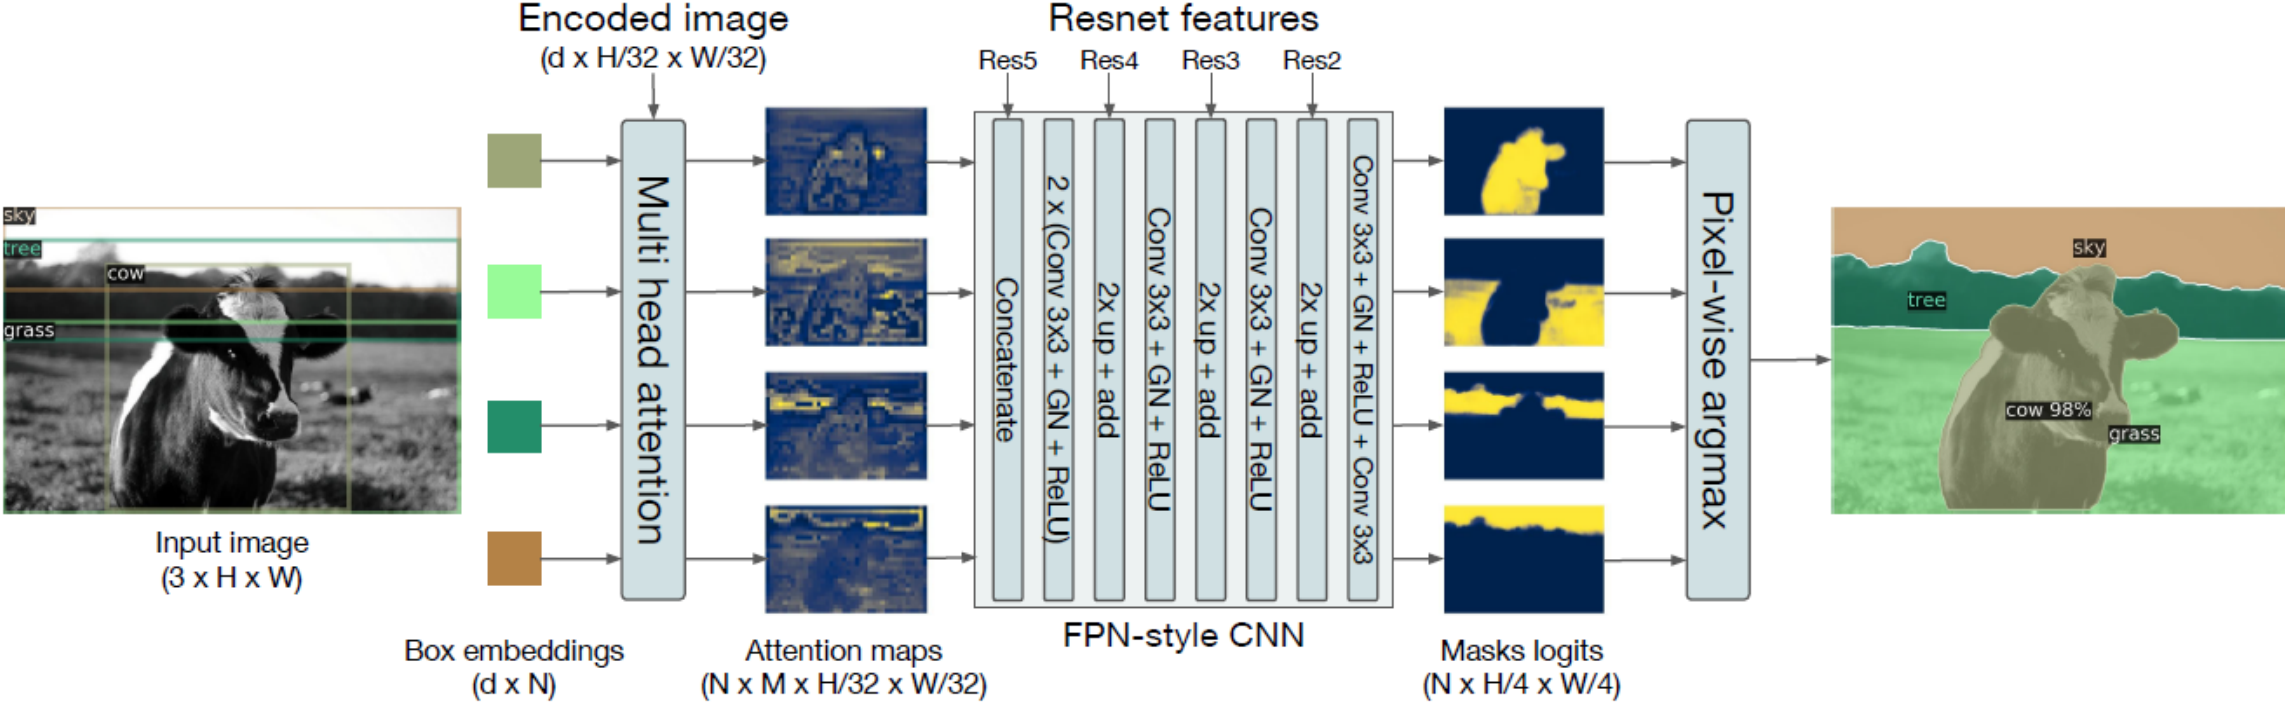 Encoded image
(d x H/32 x W/32)
Resnet features
Res5
Res4
Res3
Res2
sky
tree
cow
grass
Input image
(3 x H x W)
Box embeddings
(d x N)
Multi head attention
Attention maps
(N x M x H/32 x W/32)
Concatenate
2 x (Conv 3x3 + GN + ReLU)
2x up + add
Conv 3x3 + GN + ReLU
2x up + add
Conv 3x3 + GN + ReLU
2x up + add
Conv 3x3 + GN + ReLU + Conv 3x3
FPN-style CNN
Masks logits
(N x H/4 x W/4)
Pixel-wise argmax
sky
tree
cow 98%
grass